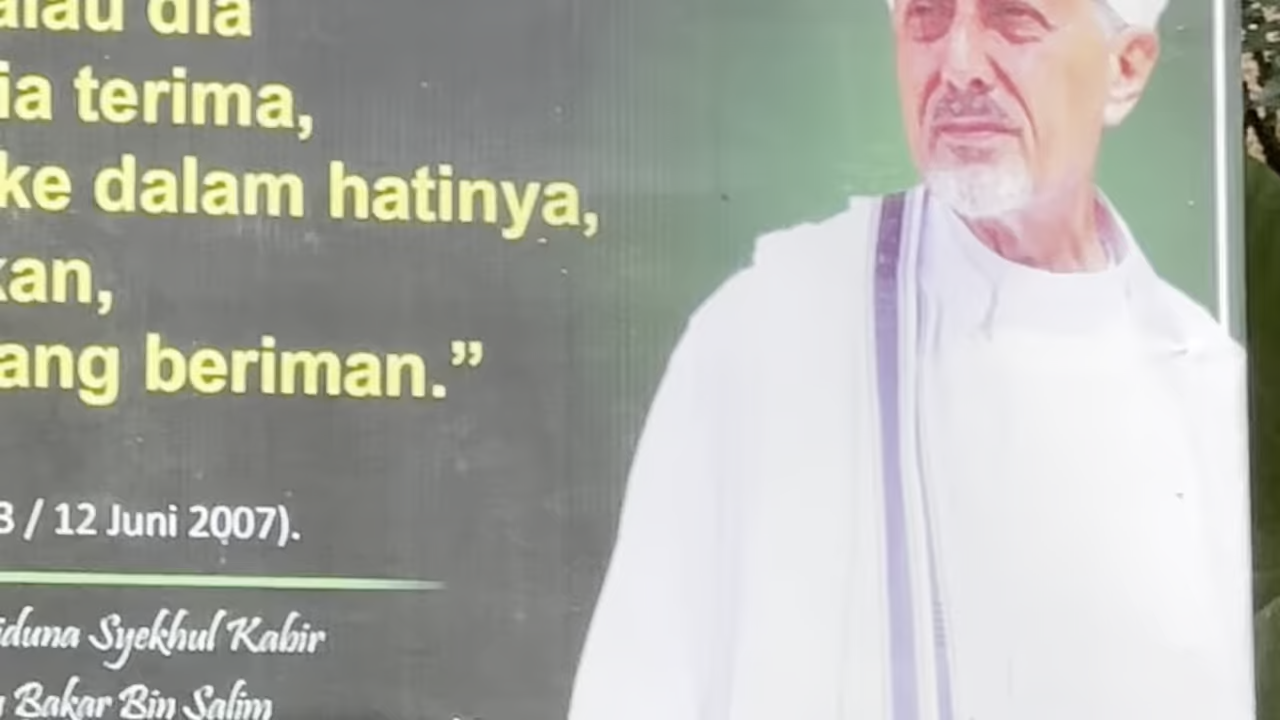 alau dia
ia terima,
ke dalam hatinya,
kan,
ang beriman.”
3 / 12 Juni 2007).
iduna Syekhul Kabir
Bakar Bin Salim